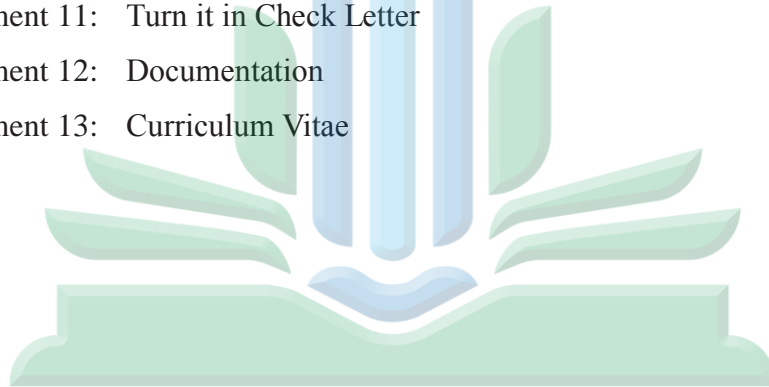 ment 11: Turn it in Check Letter
ment 12: Documentation
ment 13: Curriculum Vitae